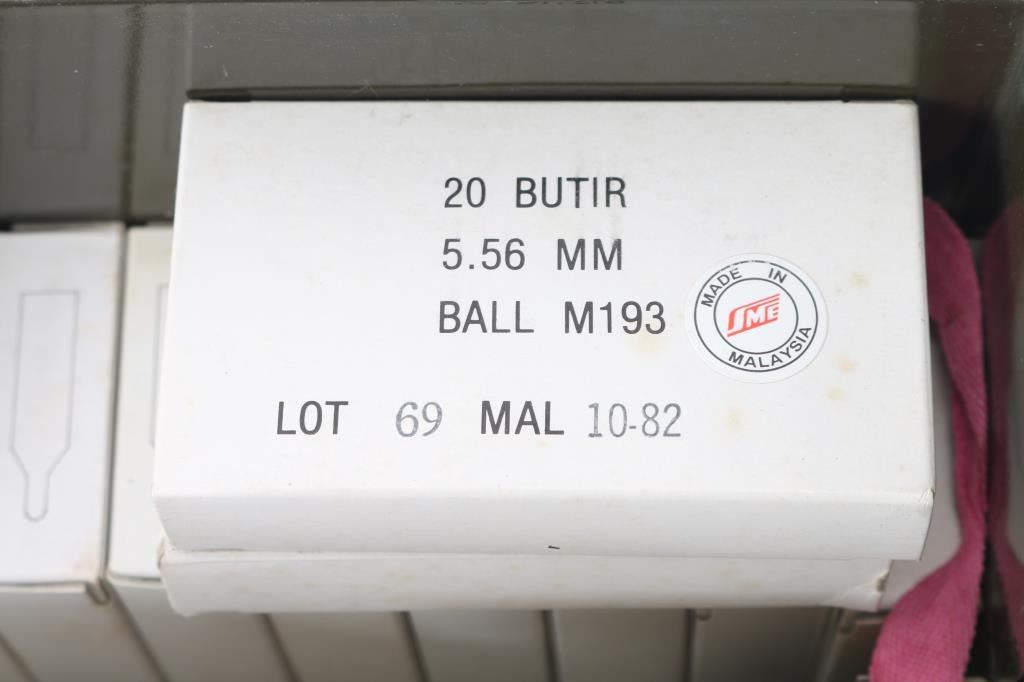 20 BUTIR
5.56 MM
BALL M193
MADE IN
SME
MALAYSIA
LOT 69 MAL 10-82